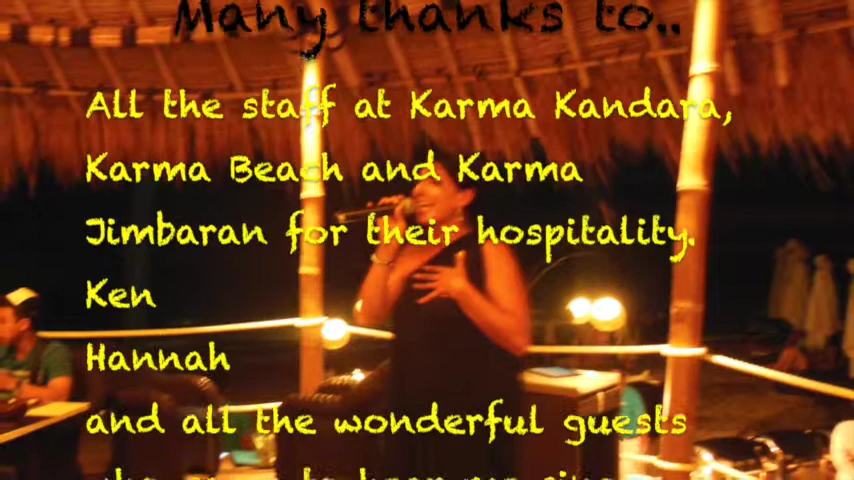 Many thanks to..
All the staff at Karma Kandara,
Karma Beach and Karma
Jimbaran for their hospitality.
Ken
Hannah
and all the wonderful guests